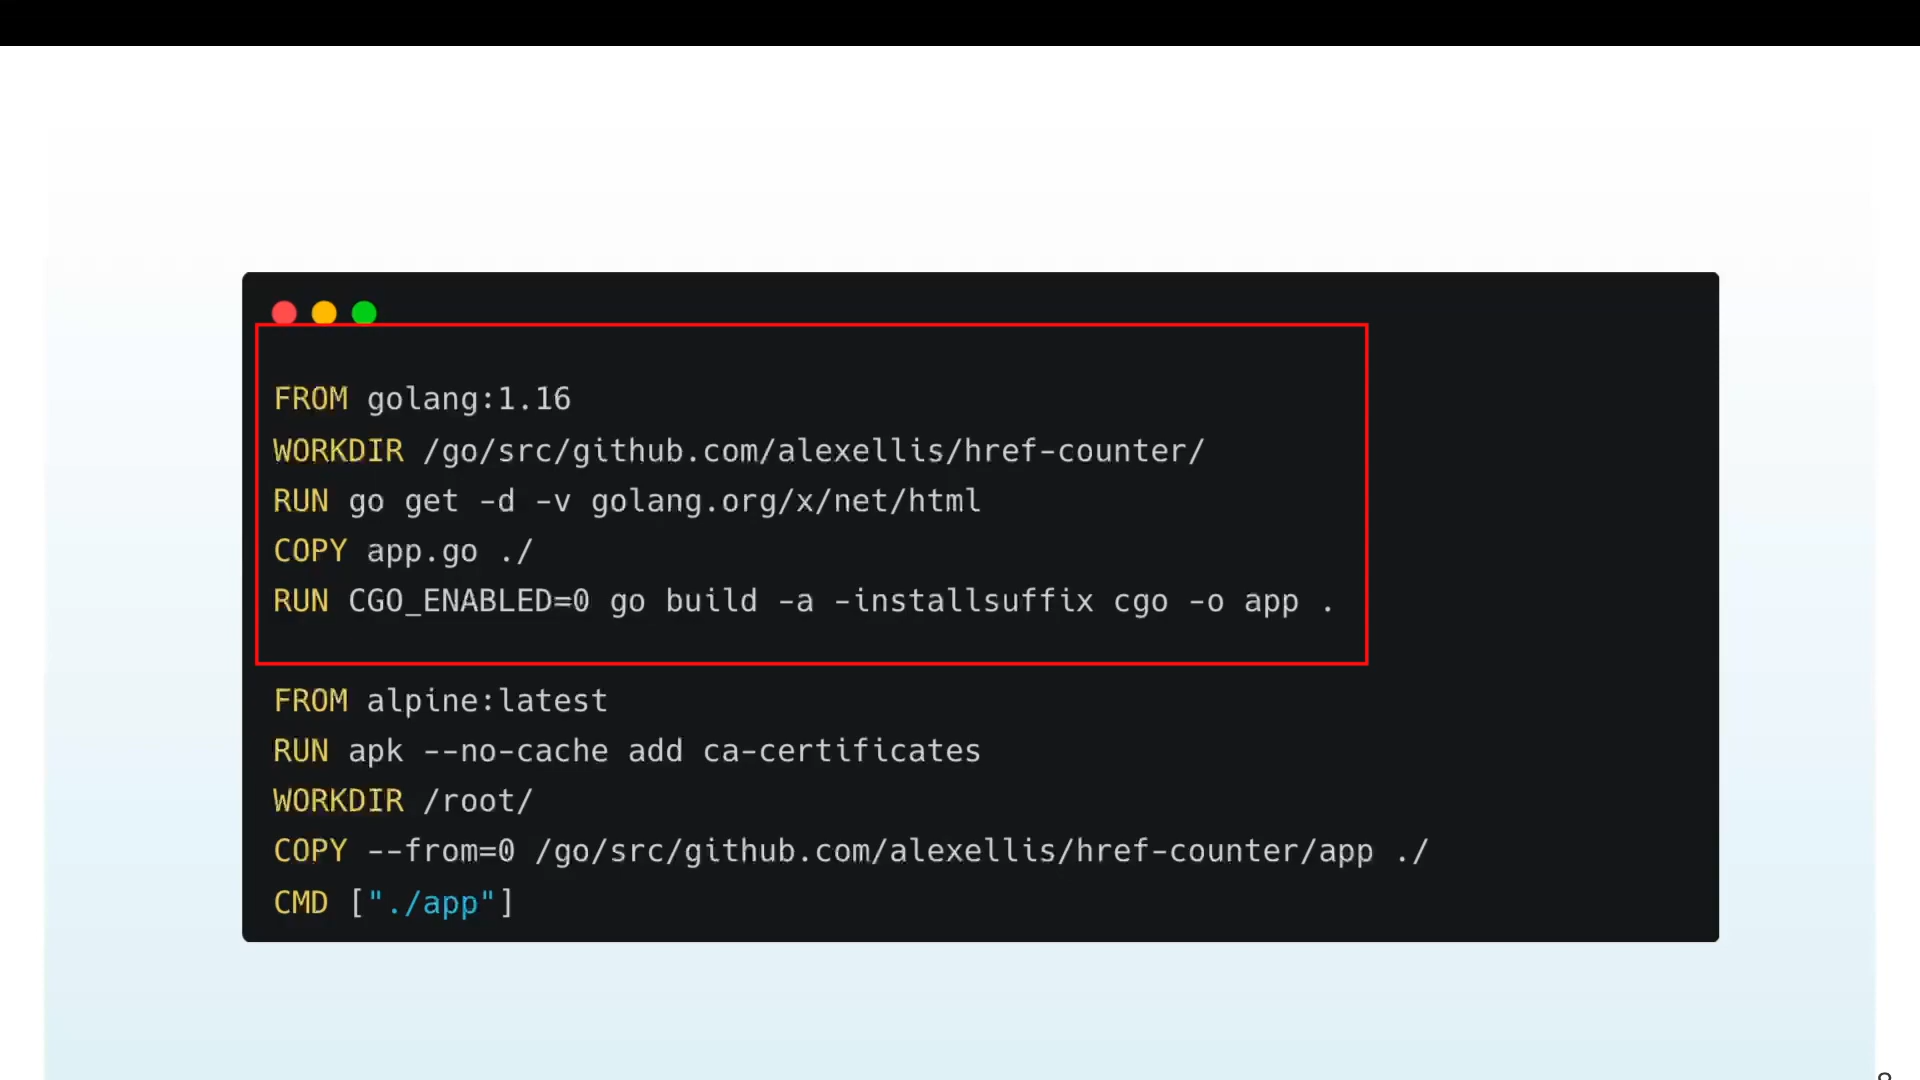 FROM golang:1.16
WORKDIR /go/src/github.com/alexellis/href-counter/
RUN go get -d -v golang.org/x/net/html
COPY app.go ./
RUN CGO_ENABLED=0 go build -a -installsuffix cgo -o app .
FROM alpine:latest
RUN apk --no-cache add ca-certificates
WORKDIR /root/
COPY --from=0 /go/src/github.com/alexellis/href-counter/app ./
CMD ["./app"]